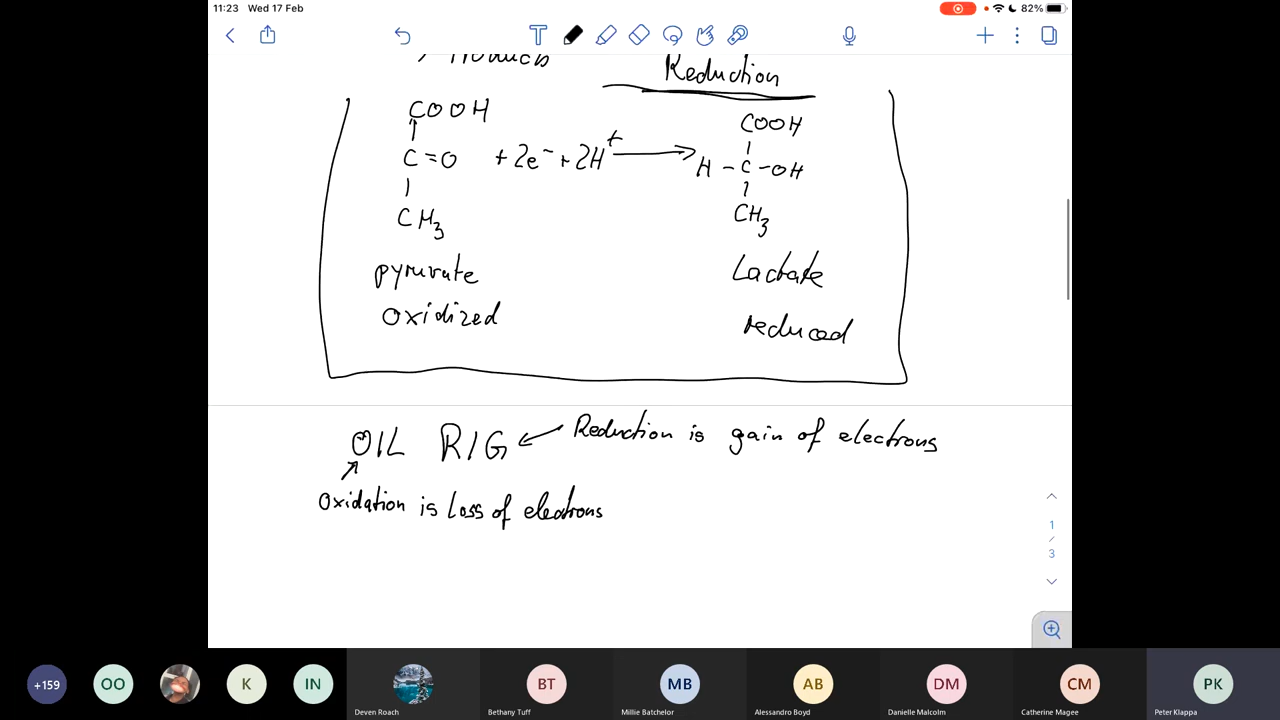 11:23 Wed 17 Feb
82%
Products
Reduction
COOH
COOH
C=O +2e⁻+2H⁺
H-C-OH
CH₃
CH₃
pyruvate
Lactate
oxidized
reduced
OIL RIG
Reduction is gain of electrons
Oxidation is Loss of electrons
1
/
3
+159
OO
K
IN
BT
MB
AB
DM
CM
PK
Deven Roach
Bethany Tuff
Millie Batchelor
Alessandro Boyd
Danielle Malcolm
Catherine Magee
Peter Klappa